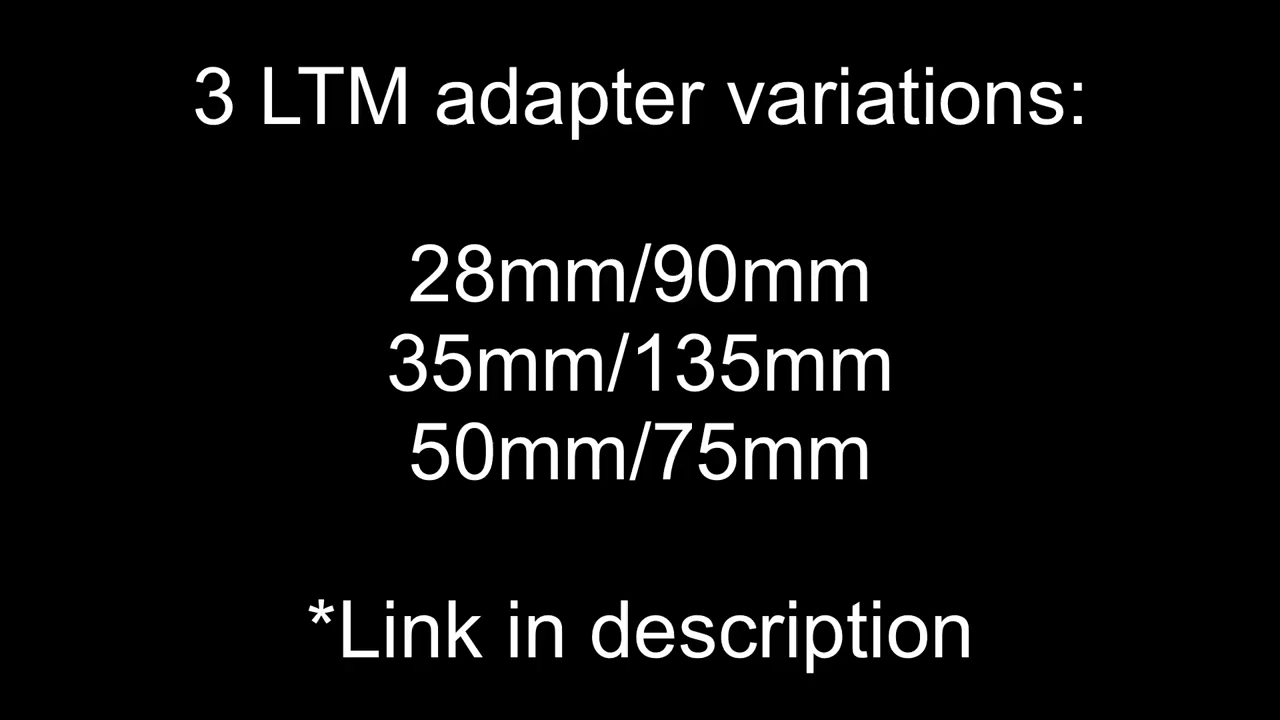 3 LTM adapter variations:
28mm/90mm
35mm/135mm
50mm/75mm
*Link in description